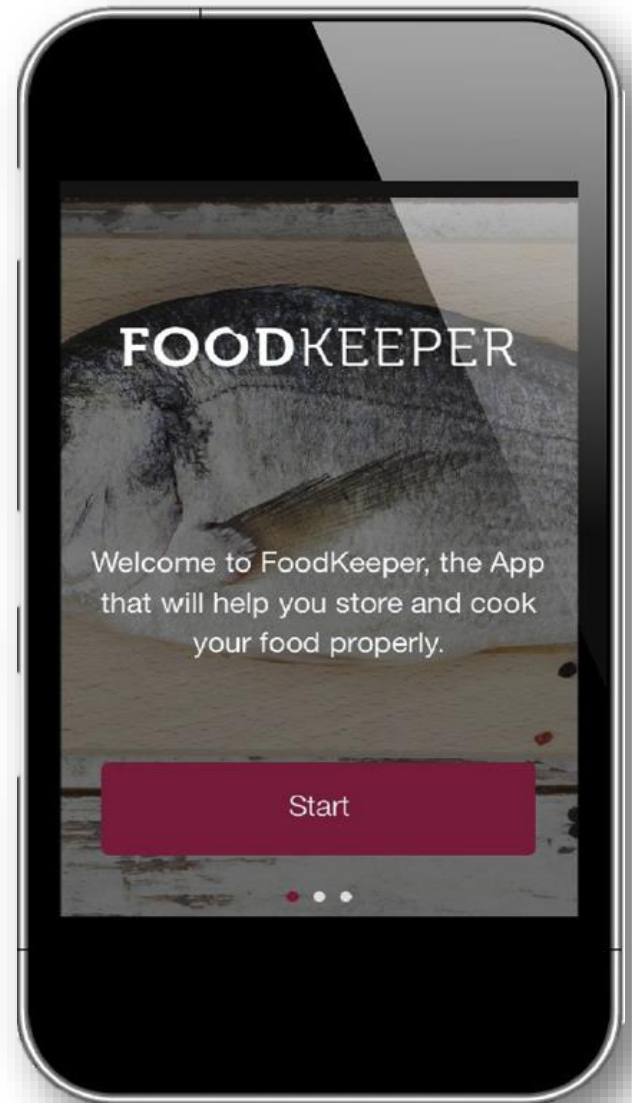 FOODKEEPER
Welcome to FoodKeeper, the App
that will help you store and cook
your food properly.
Start